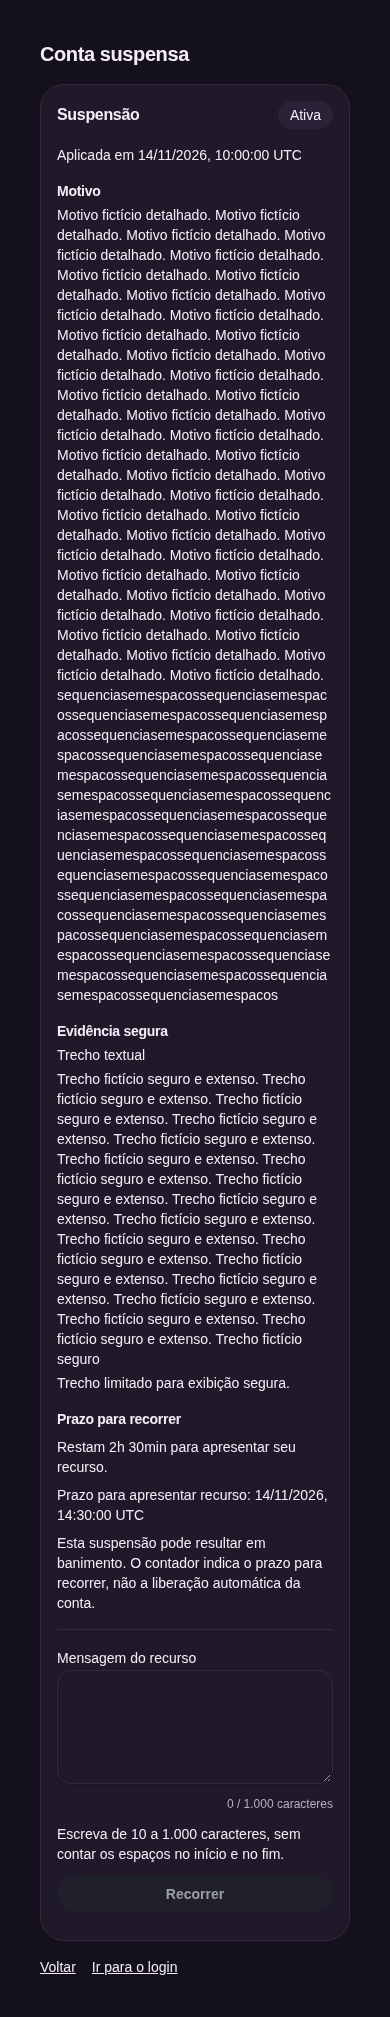 Conta suspensa
Suspensão
Ativa
Aplicada em 14/11/2026, 10:00:00 UTC
Motivo
Motivo fictício detalhado. Motivo fictício
detalhado. Motivo fictício detalhado. Motivo
fictício detalhado. Motivo fictício detalhado.
Motivo fictício detalhado. Motivo fictício
detalhado. Motivo fictício detalhado. Motivo
fictício detalhado. Motivo fictício detalhado.
Motivo fictício detalhado. Motivo fictício
detalhado. Motivo fictício detalhado. Motivo
fictício detalhado. Motivo fictício detalhado.
Motivo fictício detalhado. Motivo fictício
detalhado. Motivo fictício detalhado. Motivo
fictício detalhado. Motivo fictício detalhado.
Motivo fictício detalhado. Motivo fictício
detalhado. Motivo fictício detalhado. Motivo
fictício detalhado. Motivo fictício detalhado.
Motivo fictício detalhado. Motivo fictício
detalhado. Motivo fictício detalhado. Motivo
fictício detalhado. Motivo fictício detalhado.
Motivo fictício detalhado. Motivo fictício
detalhado. Motivo fictício detalhado. Motivo
fictício detalhado. Motivo fictício detalhado.
Motivo fictício detalhado. Motivo fictício
detalhado. Motivo fictício detalhado. Motivo
fictício detalhado. Motivo fictício detalhado.
sequenciasemespacossequenciasemespac
ossequenciasemespacossequenciasemesp
acossequenciasemespacossequenciaseme
spacossequenciasemespacossequenciase
mespacossequenciasemespacossequencia
semespacossequenciasemespacossequenc
iasemespacossequenciasemespacosseque
nciasemespacossequenciasemespacosseq
uenciasemespacossequenciasemespacoss
equenciasemespacossequenciasemespaco
ssequenciasemespacossequenciasemespa
cossequenciasemespacossequenciasemes
pacossequenciasemespacossequenciasem
espacossequenciasemespacossequenciase
mespacossequenciasemespacossequencia
semespacossequenciasemespacos
Evidência segura
Trecho textual
Trecho fictício seguro e extenso. Trecho
fictício seguro e extenso. Trecho fictício
seguro e extenso. Trecho fictício seguro e
extenso. Trecho fictício seguro e extenso.
Trecho fictício seguro e extenso. Trecho
fictício seguro e extenso. Trecho fictício
seguro e extenso. Trecho fictício seguro e
extenso. Trecho fictício seguro e extenso.
Trecho fictício seguro e extenso. Trecho
fictício seguro e extenso. Trecho fictício
seguro e extenso. Trecho fictício seguro e
extenso. Trecho fictício seguro e extenso.
Trecho fictício seguro e extenso. Trecho
fictício seguro e extenso. Trecho fictício
seguro
Trecho limitado para exibição segura.
Prazo para recorrer
Restam 2h 30min para apresentar seu
recurso.
Prazo para apresentar recurso: 14/11/2026,
14:30:00 UTC
Esta suspensão pode resultar em
banimento. O contador indica o prazo para
recorrer, não a liberação automática da
conta.
Mensagem do recurso
0 / 1.000 caracteres
Escreva de 10 a 1.000 caracteres, sem
contar os espaços no início e no fim.
Recorrer
Voltar
Ir para o login